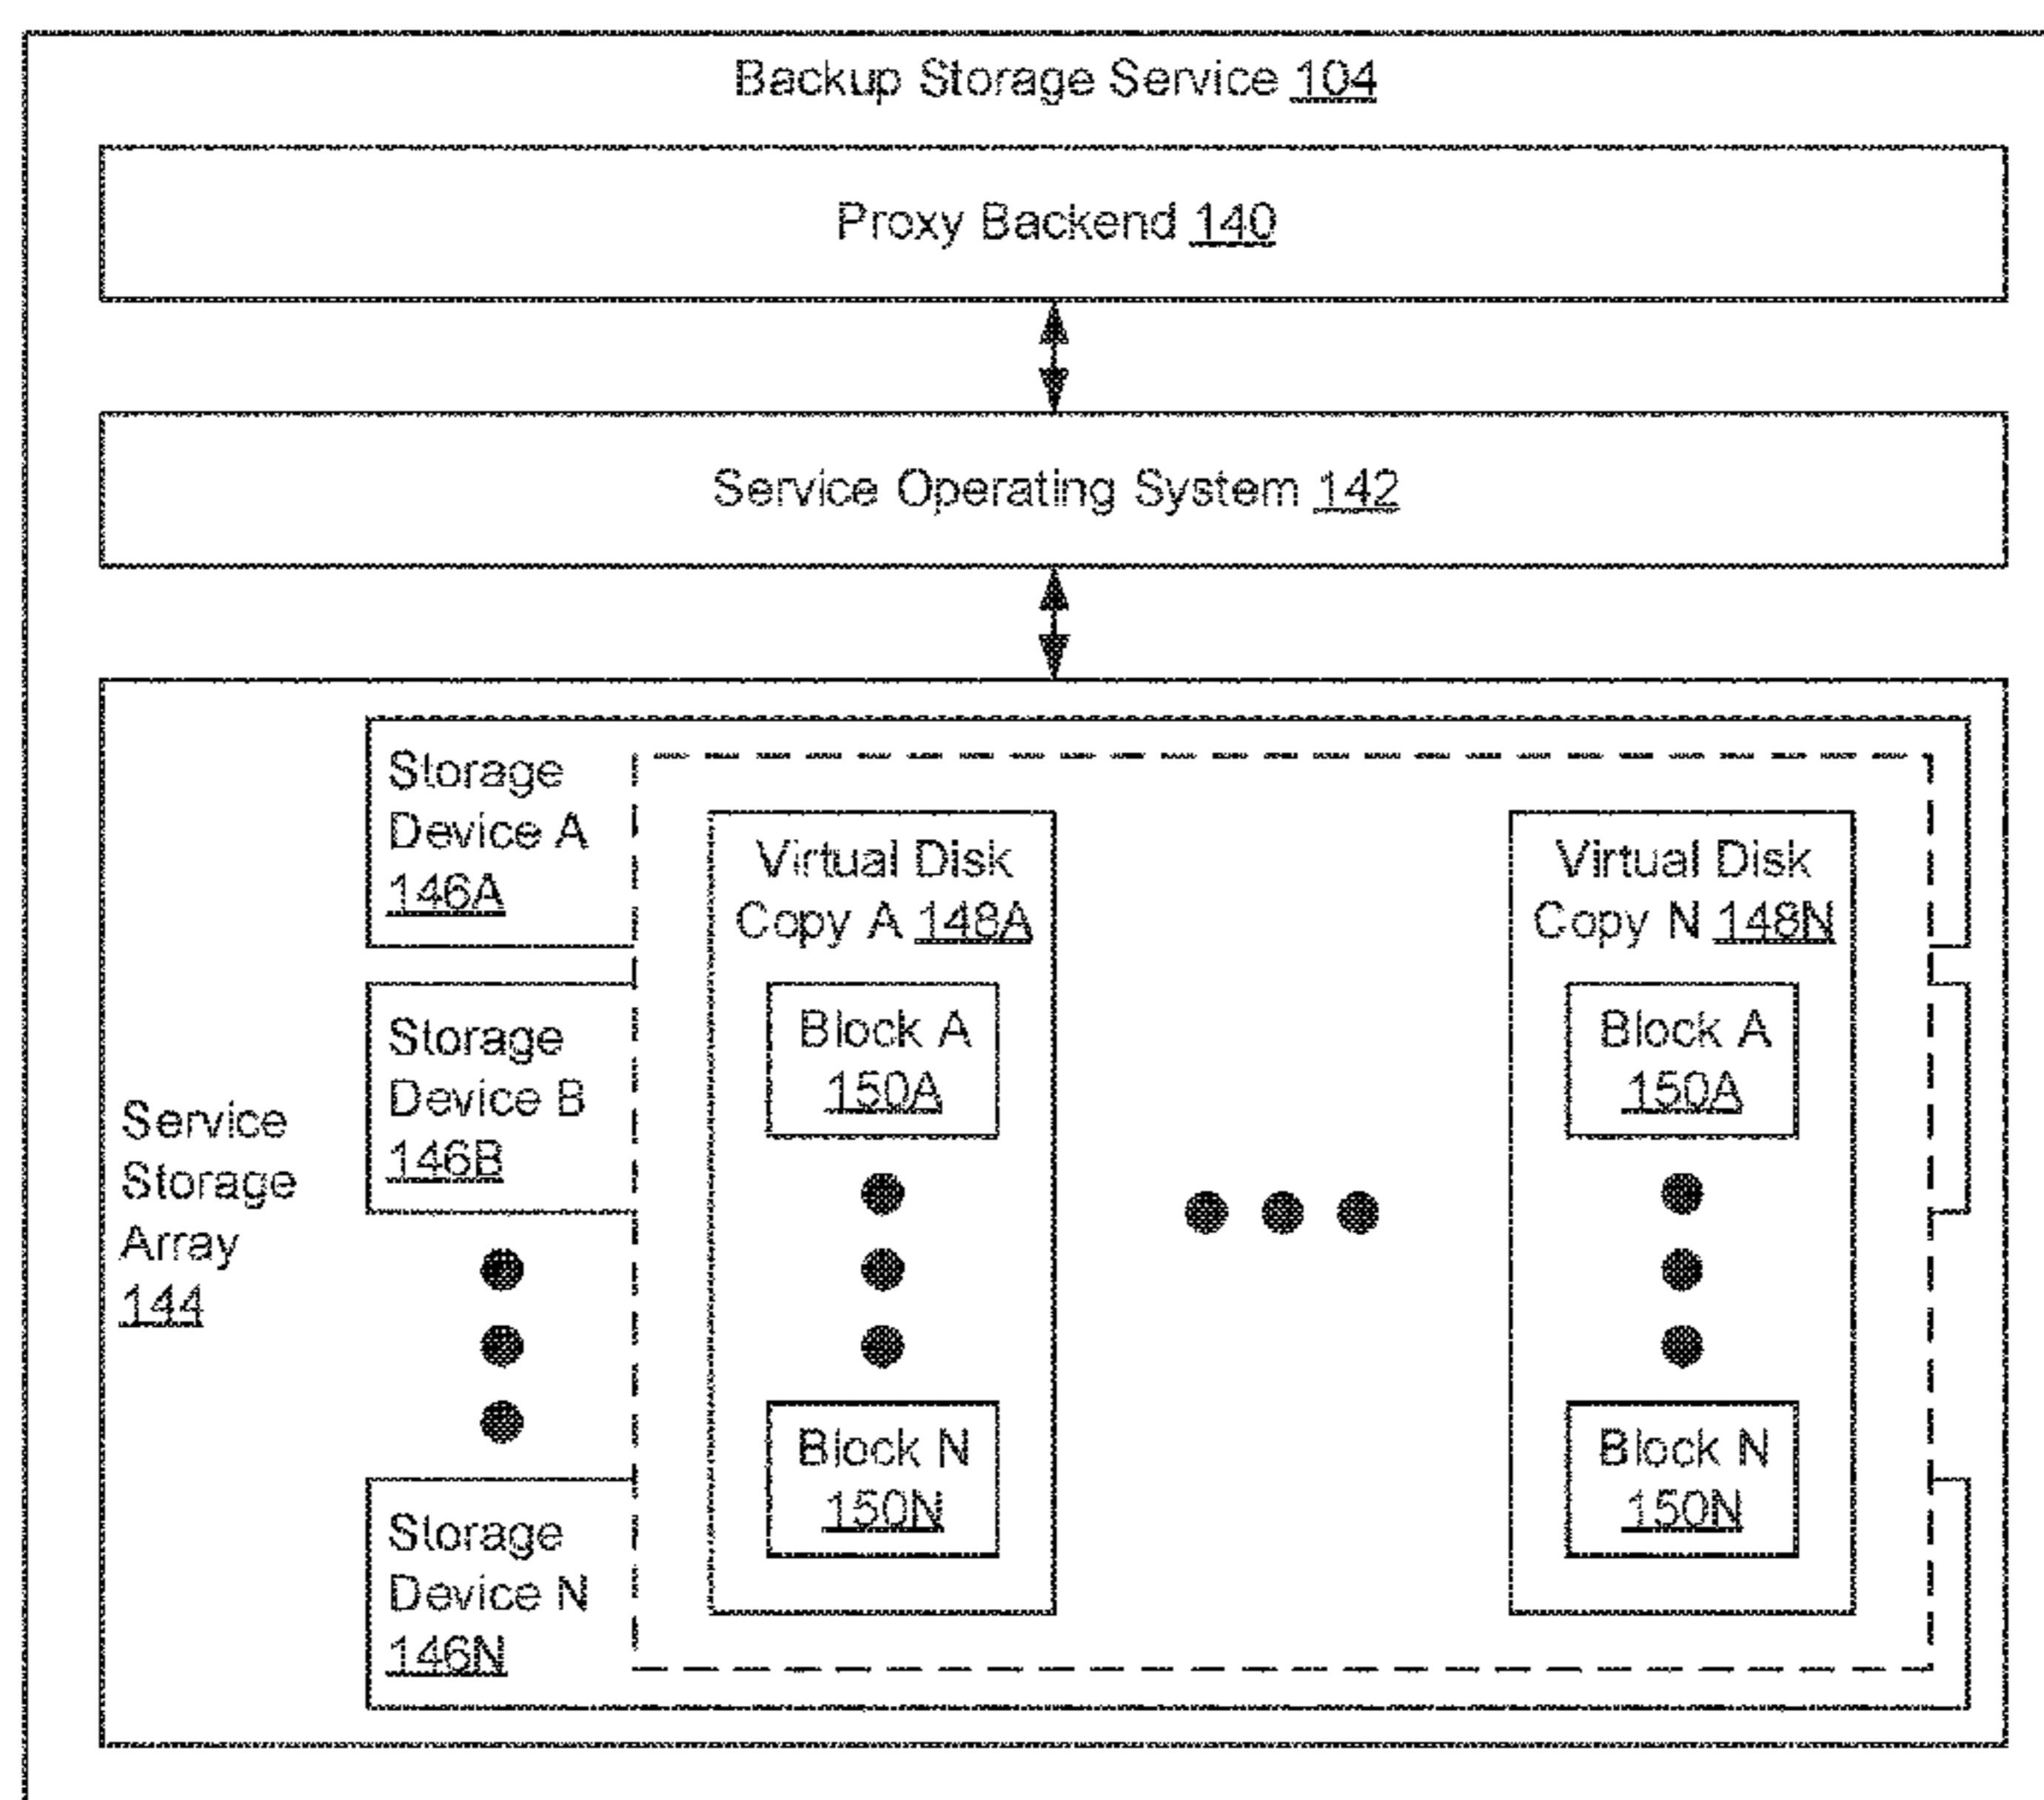 Backup Storage Service 104
Proxy Backend 140
Service Operating System 142
Service
Storage
Array
144
Storage
Device A
146A
Storage
Device B
146B
Storage
Device N
146N
Virtual Disk
Copy A 148A
Block A
150A
Block N
150N
Virtual Disk
Copy N 148N
Block A
150A
Block N
150N